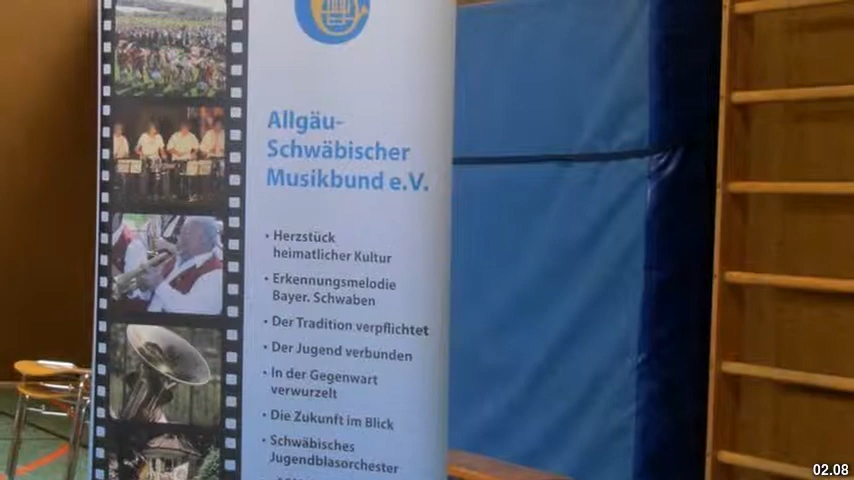 Allgäu-
Schwäbischer
Musikbund e.V.
• Herzstück
heimatlicher Kultur
• Erkennungsmelodie
Bayer. Schwaben
• Der Tradition verpflichtet
• Der Jugend verbunden
• In der Gegenwart
verwurzelt
• Die Zukunft im Blick
• Schwäbisches
Jugendblasorchester
02.08